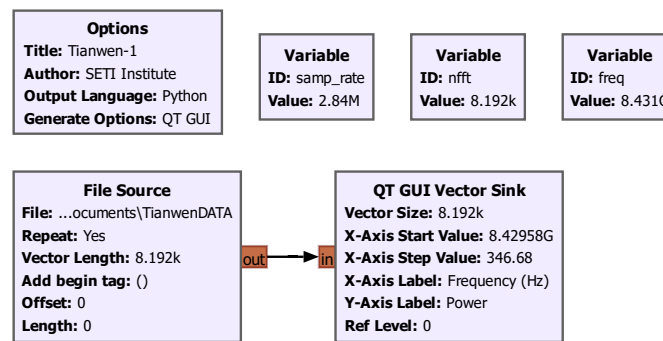 Options
Title: Tianwen-1
Author: SETI Institute
Output Language: Python
Generate Options: QT GUI
Variable
ID: samp_rate
Value: 2.84M
Variable
ID: nfft
Value: 8.192k
Variable
ID: freq
Value: 8.431G
File Source
File: ...ocuments\TianwenDATA
Repeat: Yes
Vector Length: 8.192k
Add begin tag: ()
Offset: 0
Length: 0
out
in
QT GUI Vector Sink
Vector Size: 8.192k
X-Axis Start Value: 8.42958G
X-Axis Step Value: 346.68
X-Axis Label: Frequency (Hz)
Y-Axis Label: Power
Ref Level: 0